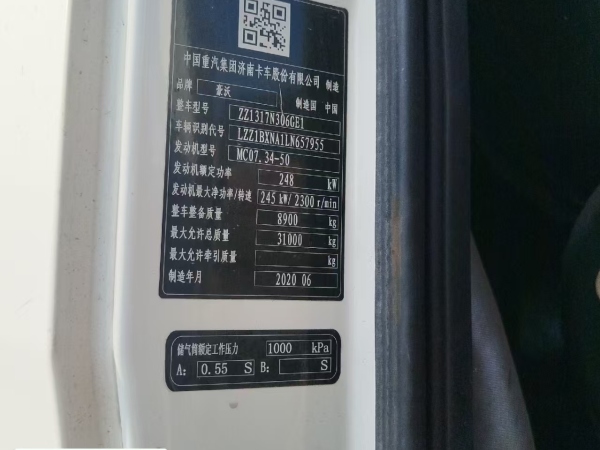 中国重汽集团济南卡车股份有限公司 制造
品牌 豪沃 制造国 中国
整车型号 ZZ1317N306GE1
车辆识别代号 LZZ1BXNA1LN657955
发动机型号 MC07.34-50
发动机额定功率 248 kW
发动机最大净功率/转速 245 kW/ 2300 r/min
整车整备质量 8900 kg
最大允许总质量 31000 kg
最大允许牵引质量 kg
制造年月 2020 06
储气筒额定工作压力 1000 kPa
A: 0.55 S B: S